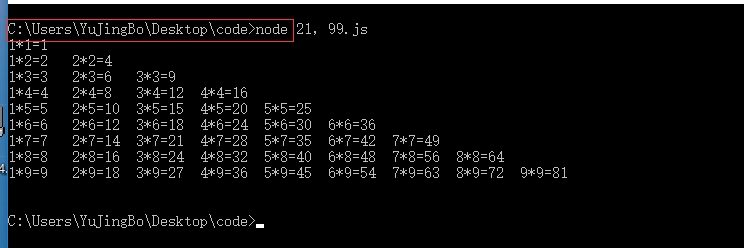 C:\Users\YuJingBo\Desktop\code>node 21, 99.js
1*1=1
1*2=2 2*2=4
1*3=3 2*3=6 3*3=9
1*4=4 2*4=8 3*4=12 4*4=16
1*5=5 2*5=10 3*5=15 4*5=20 5*5=25
1*6=6 2*6=12 3*6=18 4*6=24 5*6=30 6*6=36
1*7=7 2*7=14 3*7=21 4*7=28 5*7=35 6*7=42 7*7=49
1*8=8 2*8=16 3*8=24 4*8=32 5*8=40 6*8=48 7*8=56 8*8=64
1*9=9 2*9=18 3*9=27 4*9=36 5*9=45 6*9=54 7*9=63 8*9=72 9*9=81
C:\Users\YuJingBo\Desktop\code>